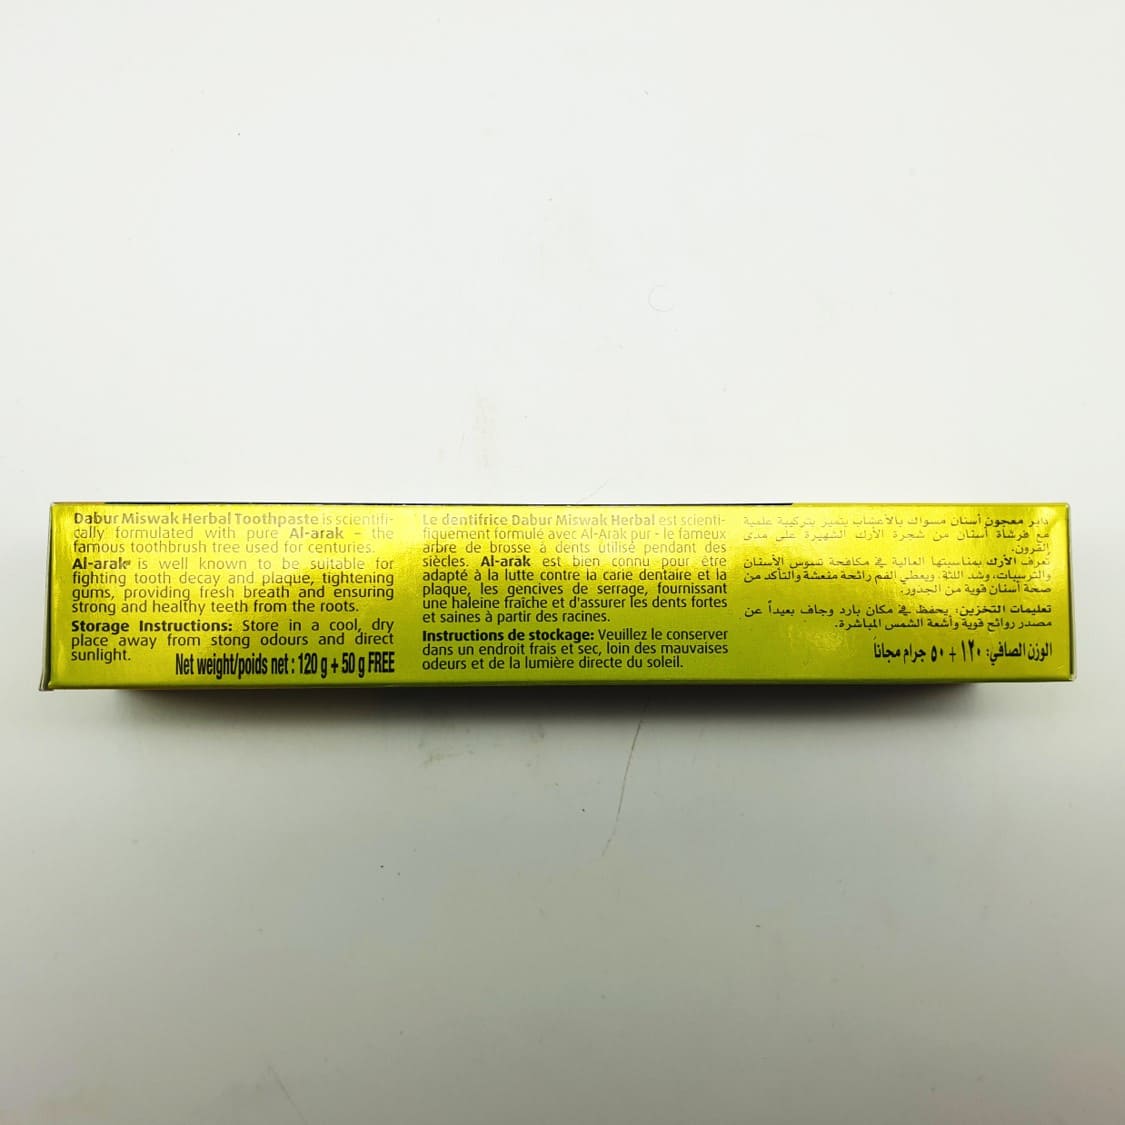 Dabur Miswak Herbal Toothpaste is scientifi-
cally formulated with pure Al-arak – the
famous toothbrush tree used for centuries.
Al-arak is well known to be suitable for
fighting tooth decay and plaque, tightening
gums, providing fresh breath and ensuring
strong and healthy teeth from the roots.
Storage Instructions: Store in a cool, dry
place away from stong odours and direct
sunlight.
Net weight/poids net : 120 g + 50 g FREE
Le dentifrice Dabur Miswak Herbal est scienti-
fiquement formulé avec Al-Arāk pur - le fameux
arbre de brosse à dents utilisé pendant des
siècles. Al-arāk est bien connu pour être
adapté à la lutte contre la carie dentaire et la
plaque, les gencives de serrage, fournissant
une haleine fraîche et d'assurer les dents fortes
et saines à partir des racines.
Instructions de stockage: Veuillez le conserver
dans un endroit frais et sec, loin des mauvaises
odeurs et de la lumière directe du soleil.
دابر معجون أسنان مسواك بالأعشاب يتميز بتركيبة علمية
مع فرشاة أسنان من شجرة الأرك الشهيرة على مدى
القرون.
تعرف الأرك بمناسبتها العالية في مكافحة تسوس الأسنان
والترسبات، وشد اللثة. ويعطي الفم رائحة منعشة والتأكد من
صحة أسنان قوية من الجدور.
تعليمات التخزين: يحفظ في مكان بارد وجاف بعيداً عن
مصدر روائح قوية وأشعة الشمس المباشرة.
الوزن الصافي: ١٢٠ + ٥٠ جرام مجاناً